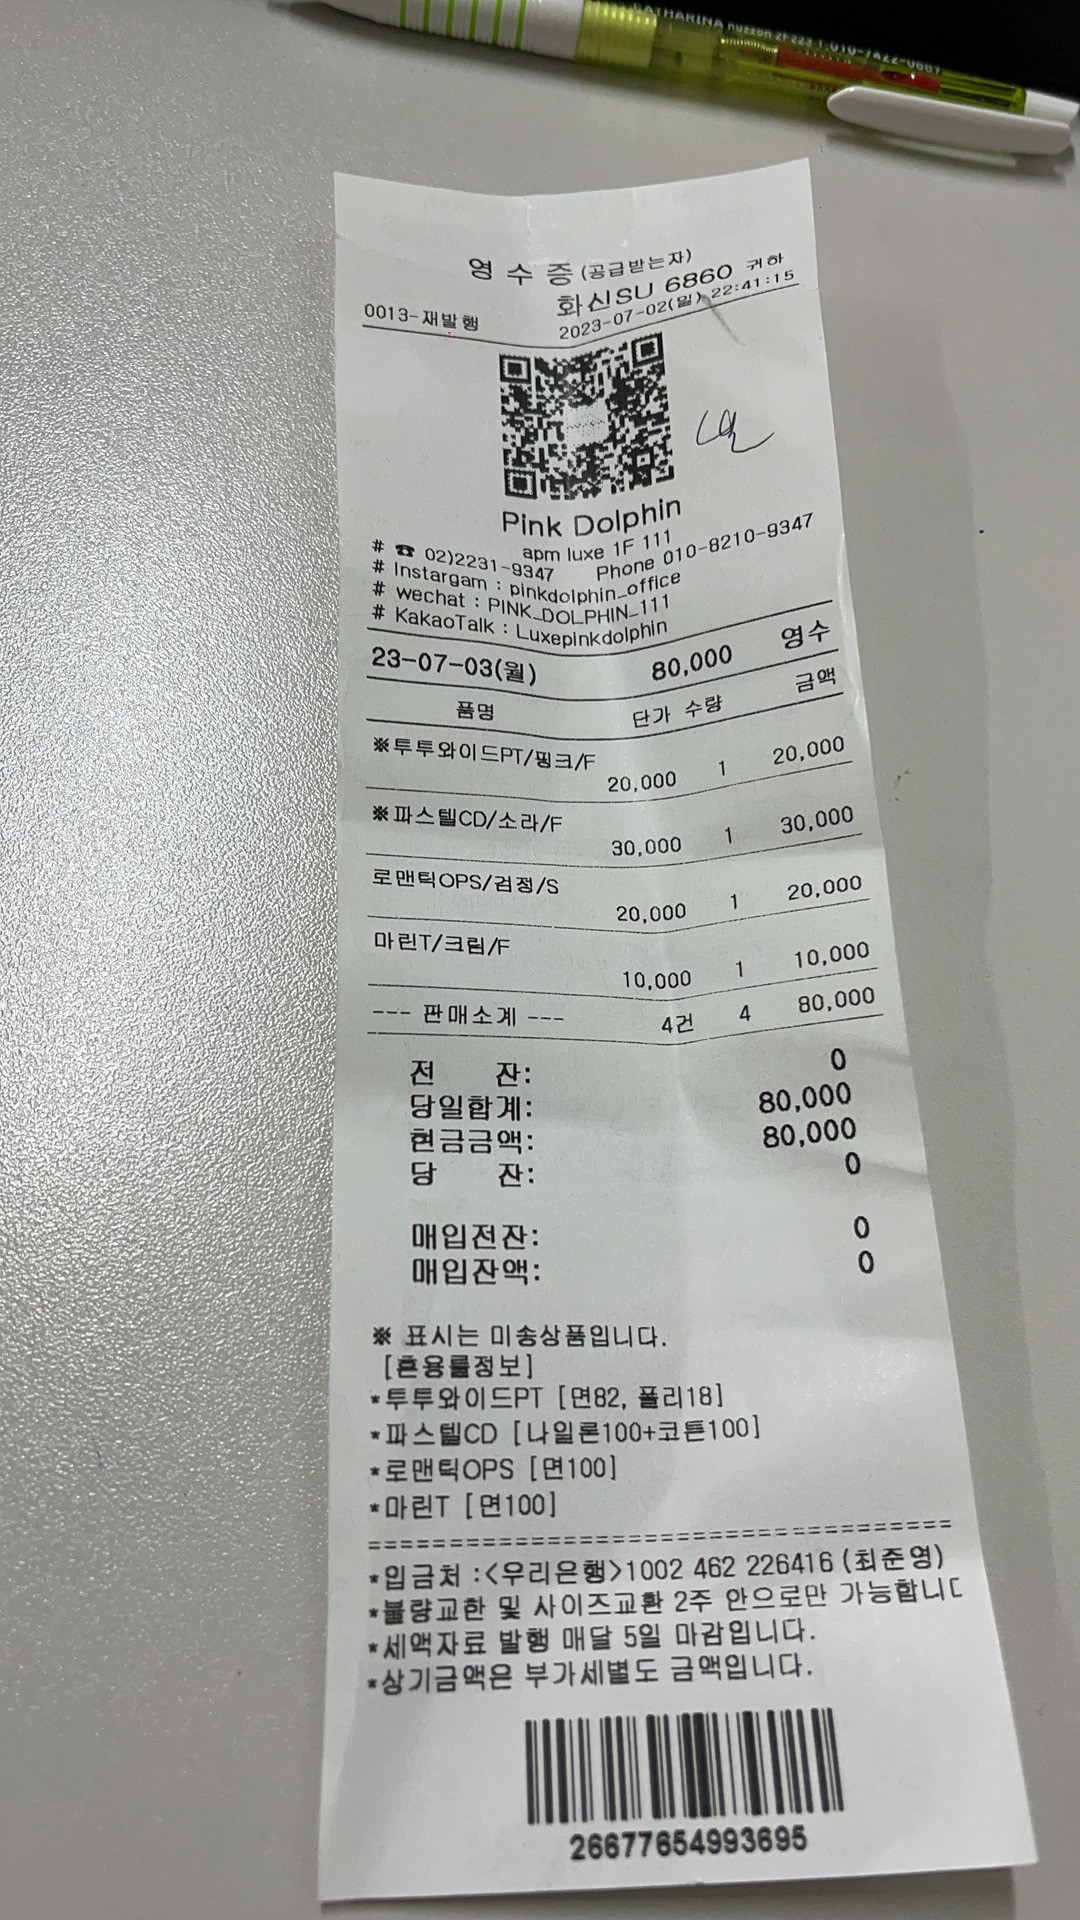 CATHARINA
영 수 증 (공급받는자)
화신SU 6860 귀하
0013-재발행
2023-07-02(일) 22:41:15
Pink Dolphin
apm luxe 1F 111
# ☎ 02)2231-9347 Phone 010-8210-9347
# Instargam : pinkdolphin_office
# wechat : PINK_DOLPHIN_111
# KakaoTalk : Luxepinkdolphin
23-07-03(월) 80,000 영수
품명 단가 수량 금액
※투투와이드PT/핑크/F
20,000 1 20,000
※파스텔CD/소라/F
30,000 1 30,000
로맨틱OPS/검정/S
20,000 1 20,000
마린T/크림/F
10,000 1 10,000
--- 판매소계 --- 4건 4 80,000
전 잔: 0
당일합계: 80,000
현금금액: 80,000
당 잔: 0
매입전잔: 0
매입잔액: 0
※ 표시는 미송상품입니다.
[혼용률정보]
*투투와이드PT [면82, 폴리18]
*파스텔CD [나일론100+코튼100]
*로맨틱OPS [면100]
*마린T [면100]
===================================
*입금처 :<우리은행>1002 462 226416 (최준영)
*불량교환 및 사이즈교환 2주 안으로만 가능합니다
*세액자료 발행 매달 5일 마감입니다.
*상기금액은 부가세별도 금액입니다.
26677654993695